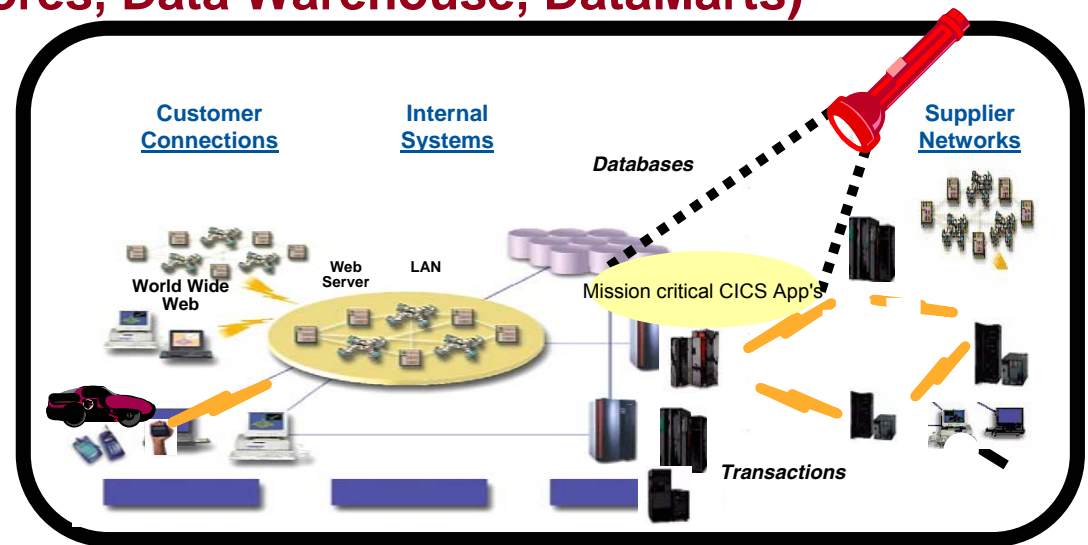 ores, Data Warehouse, DataMarts)
Customer
Connections
Internal
Systems
Supplier
Networks
Databases
World Wide
Web
Web
Server
LAN
Mission critical CICS App's
Transactions